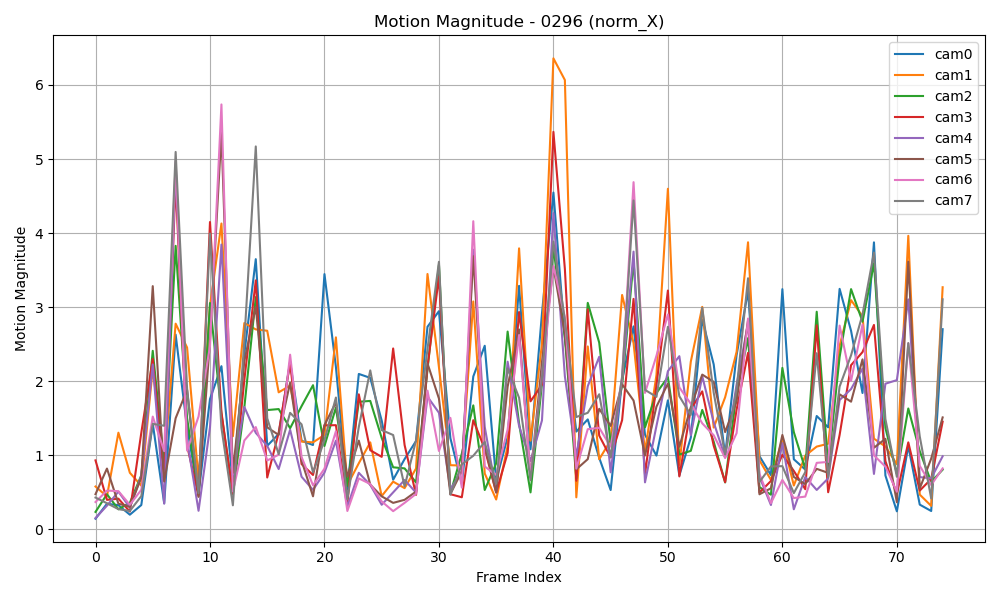 Motion Magnitude - 0296 (norm_X)
Motion Magnitude
6
5
4
3
2
1
0
0
10
20
30
40
50
60
70
Frame Index
cam0
cam1
cam2
cam3
cam4
cam5
cam6
cam7